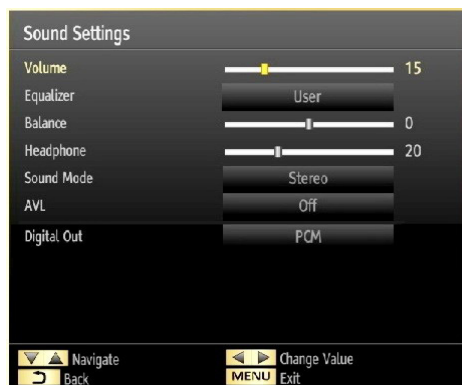 Sound Settings
Volume 15
Equalizer User
Balance 0
Headphone 20
Sound Mode Stereo
AVL Off
Digital Out PCM
Navigate Change Value
Back MENU Exit